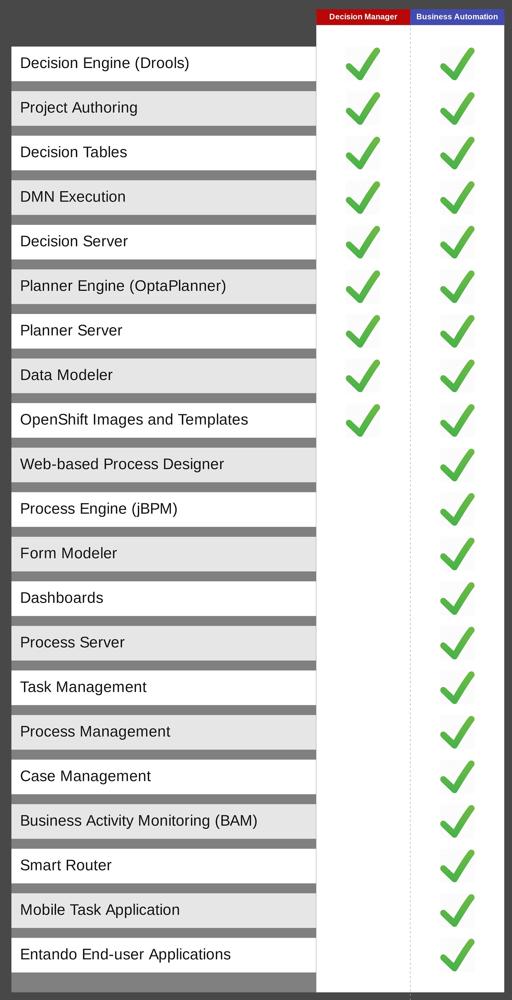 Decision Manager Business Automation
Decision Engine (Drools)
Project Authoring
Decision Tables
DMN Execution
Decision Server
Planner Engine (OptaPlanner)
Planner Server
Data Modeler
OpenShift Images and Templates
Web-based Process Designer
Process Engine (jBPM)
Form Modeler
Dashboards
Process Server
Task Management
Process Management
Case Management
Business Activity Monitoring (BAM)
Smart Router
Mobile Task Application
Entando End-user Applications